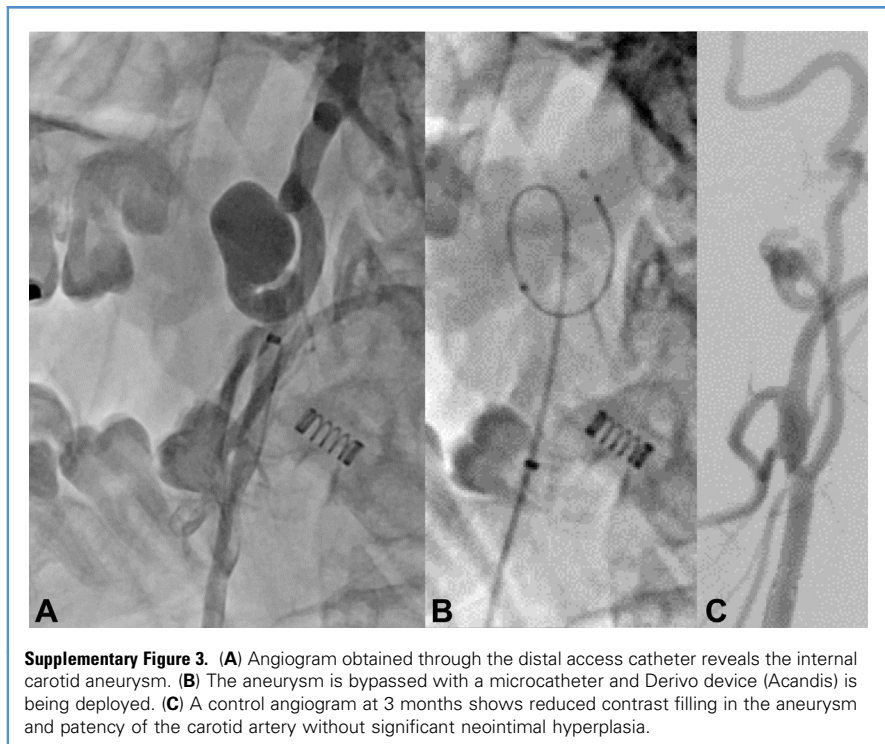 A
B
C
Supplementary Figure 3. (A) Angiogram obtained through the distal access catheter reveals the internal
carotid aneurysm. (B) The aneurysm is bypassed with a microcatheter and Derivo device (Acandis) is
being deployed. (C) A control angiogram at 3 months shows reduced contrast filling in the aneurysm
and patency of the carotid artery without significant neointimal hyperplasia.